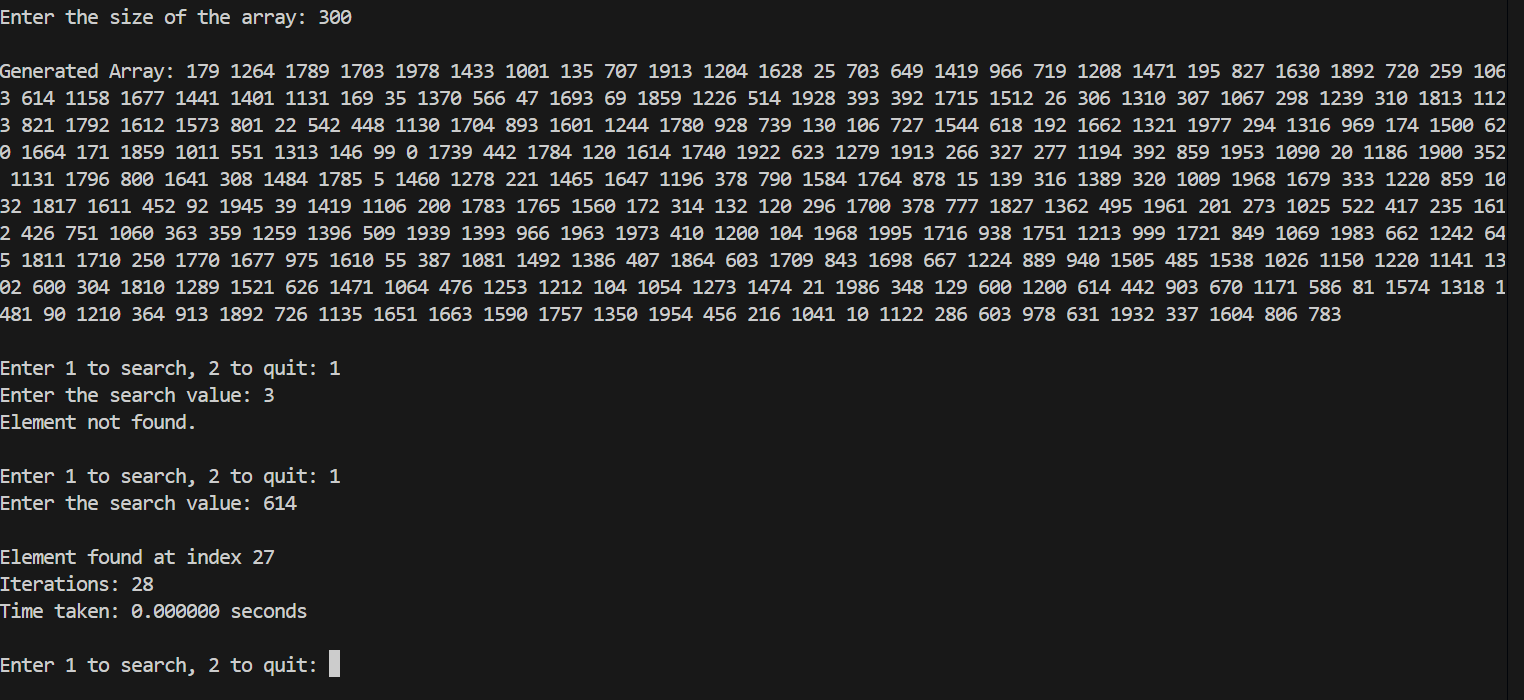 Enter the size of the array: 300
Generated Array: 179 1264 1789 1703 1978 1433 1001 135 707 1913 1204 1628 25 703 649 1419 966 719 1208 1471 195 827 1630 1892 720 259 106
3 614 1158 1677 1441 1401 1131 169 35 1370 566 47 1693 69 1859 1226 514 1928 393 392 1715 1512 26 306 1310 307 1067 298 1239 310 1813 112
3 821 1792 1612 1573 801 22 542 448 1130 1704 893 1601 1244 1780 928 739 130 106 727 1544 618 192 1662 1321 1977 294 1316 969 174 1500 62
0 1664 171 1859 1011 551 1313 146 99 0 1739 442 1784 120 1614 1740 1922 623 1279 1913 266 327 277 1194 392 859 1953 1090 20 1186 1900 352
1131 1796 800 1641 308 1484 1785 5 1460 1278 221 1465 1647 1196 378 790 1584 1764 878 15 139 316 1389 320 1009 1968 1679 333 1220 859 10
32 1817 1611 452 92 1945 39 1419 1106 200 1783 1765 1560 172 314 132 120 296 1700 378 777 1827 1362 495 1961 201 273 1025 522 417 235 161
2 426 751 1060 363 359 1259 1396 509 1939 1393 966 1963 1973 410 1200 104 1968 1995 1716 938 1751 1213 999 1721 849 1069 1983 662 1242 64
5 1811 1710 250 1770 1677 975 1610 55 387 1081 1492 1386 407 1864 603 1709 843 1698 667 1224 889 940 1505 485 1538 1026 1150 1220 1141 13
02 600 304 1810 1289 1521 626 1471 1064 476 1253 1212 104 1054 1273 1474 21 1986 348 129 600 1200 614 442 903 670 1171 586 81 1574 1318 1
481 90 1210 364 913 1892 726 1135 1651 1663 1590 1757 1350 1954 456 216 1041 10 1122 286 603 978 631 1932 337 1604 806 783
Enter 1 to search, 2 to quit: 1
Enter the search value: 3
Element not found.
Enter 1 to search, 2 to quit: 1
Enter the search value: 614
Element found at index 27
Iterations: 28
Time taken: 0.000000 seconds
Enter 1 to search, 2 to quit: